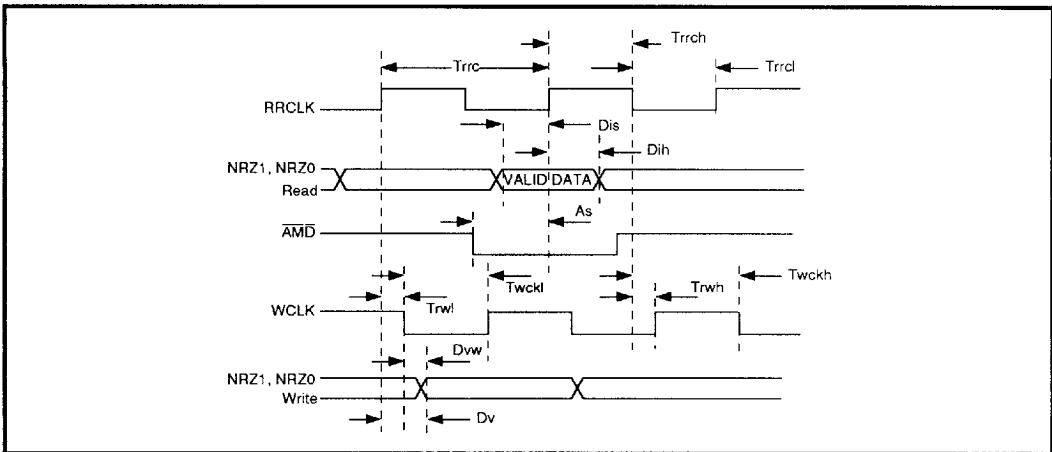 Trrch
Trrc
Trrcl
RRCLK
Dis
Dih
NRZ1, NRZ0
Read
VALID DATA
As
AMD
Twckl
Twckh
Trwl
Trwh
WCLK
Dvw
NRZ1, NRZ0
Write
Dv